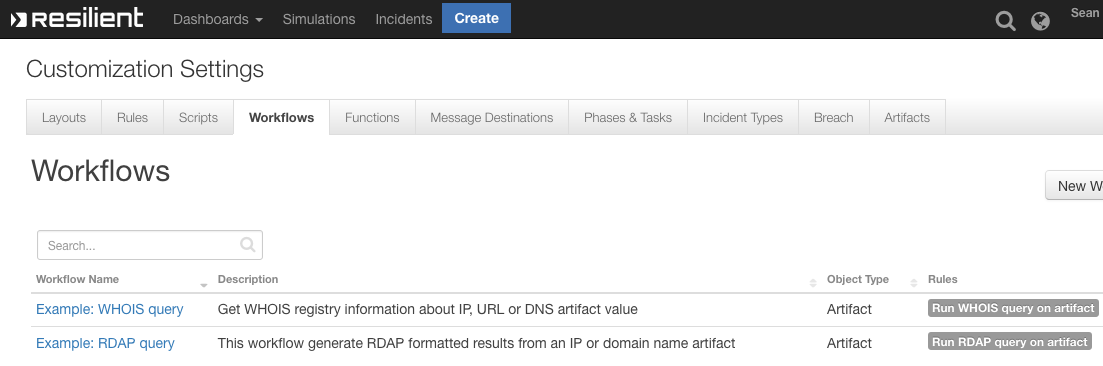 resilient Dashboards Simulations Incidents Create Sean
Customization Settings
Layouts Rules Scripts Workflows Functions Message Destinations Phases & Tasks Incident Types Breach Artifacts
Workflows
New W
Search...
Workflow Name Description Object Type Rules
Example: WHOIS query Get WHOIS registry information about IP, URL or DNS artifact value Artifact Run WHOIS query on artifact
Example: RDAP query This workflow generate RDAP formatted results from an IP or domain name artifact Artifact Run RDAP query on artifact